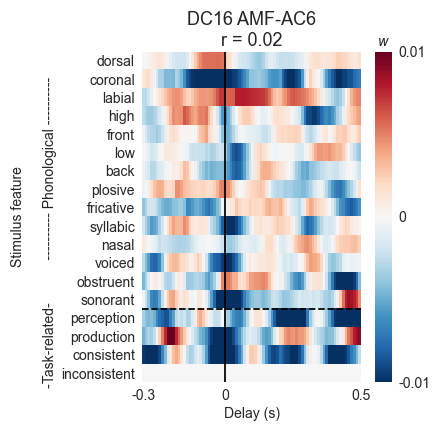 DC16 AMF-AC6
r = 0.02
w
dorsal
coronal
labial
high
front
low
back
plosive
fricative
syllabic
nasal
voiced
obstruent
sonorant
perception
production
consistent
inconsistent
Stimulus feature
-Task-related- --------- Phonological ----------
0.01
0
-0.01
-0.3 0 0.5
Delay (s)